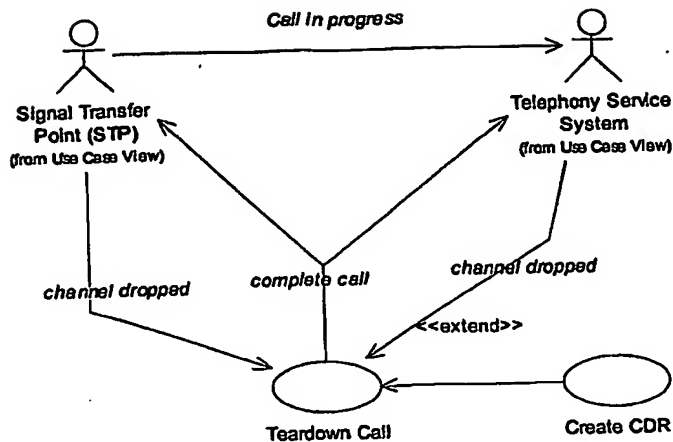 Call in progress
Signal Transfer
Point (STP)
(from Use Case View)
Telephony Service
System
(from Use Case View)
channel dropped
complete call
channel dropped
<<extend>>
Teardown Call
Create CDR